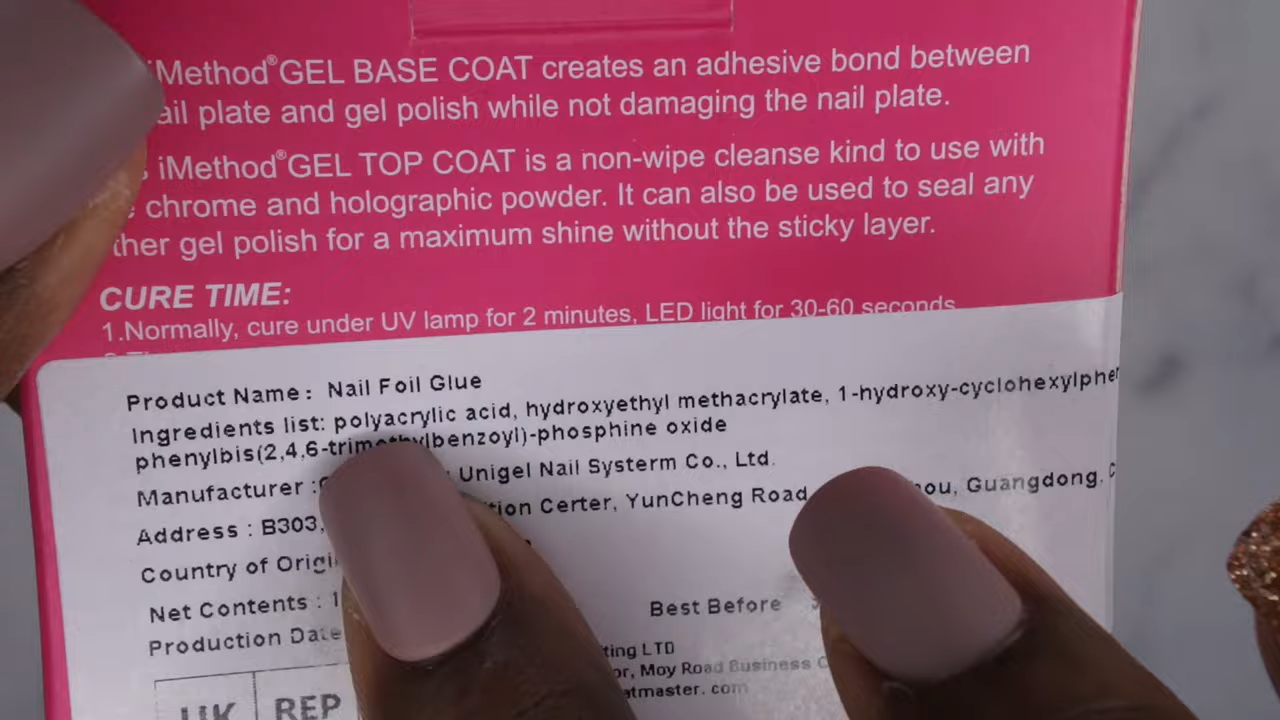 iMethod®GEL BASE COAT creates an adhesive bond between
ail plate and gel polish while not damaging the nail plate.
iMethod®GEL TOP COAT is a non-wipe cleanse kind to use with
chrome and holographic powder. It can also be used to seal any
ther gel polish for a maximum shine without the sticky layer.
CURE TIME:
1.Normally, cure under UV lamp for 2 minutes, LED light for 30-60 seconds
Product Name: Nail Foil Glue
Ingredients list: polyacrylic acid, hydroxyethyl methacrylate, 1-hydroxy-cyclohexylphe
phenylbis(2,4,6-trimethylbenzoyl)-phosphine oxide
Manufacturer : Unigel Nail Systerm Co., Ltd.
Address : B303, tion Certer, YunCheng Road ou, Guangdong,
Country of Origi
Net Contents : 1
Best Before
Production Date
ting LTD
or, Moy Road Business C
atmaster. com
UK REP